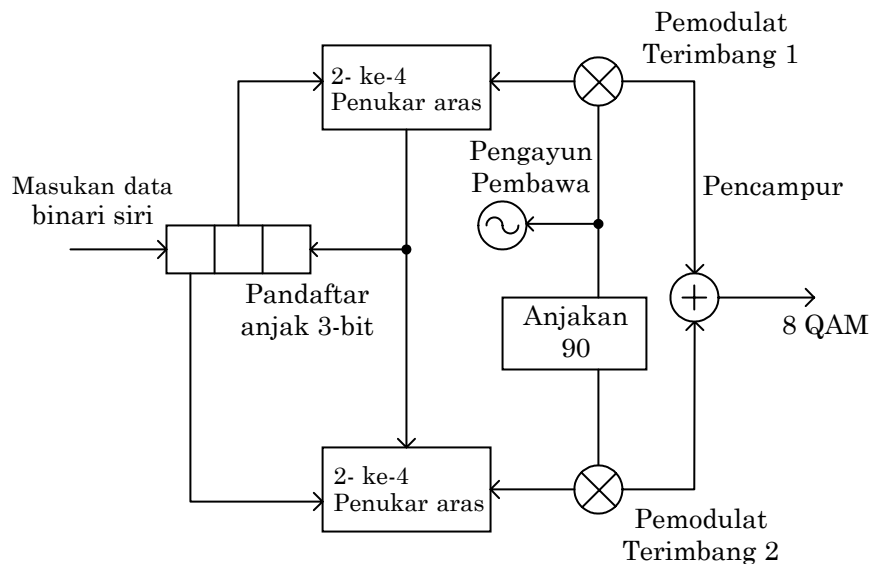 Pemodulat
Terimbang 1
2- ke-4
Penukar aras
Pengayun
Pembawa
Masukan data
binari siri
Pencampur
Pandaftar
anjak 3-bit
Anjakan
90
8 QAM
2- ke-4
Penukar aras
Pemodulat
Terimbang 2